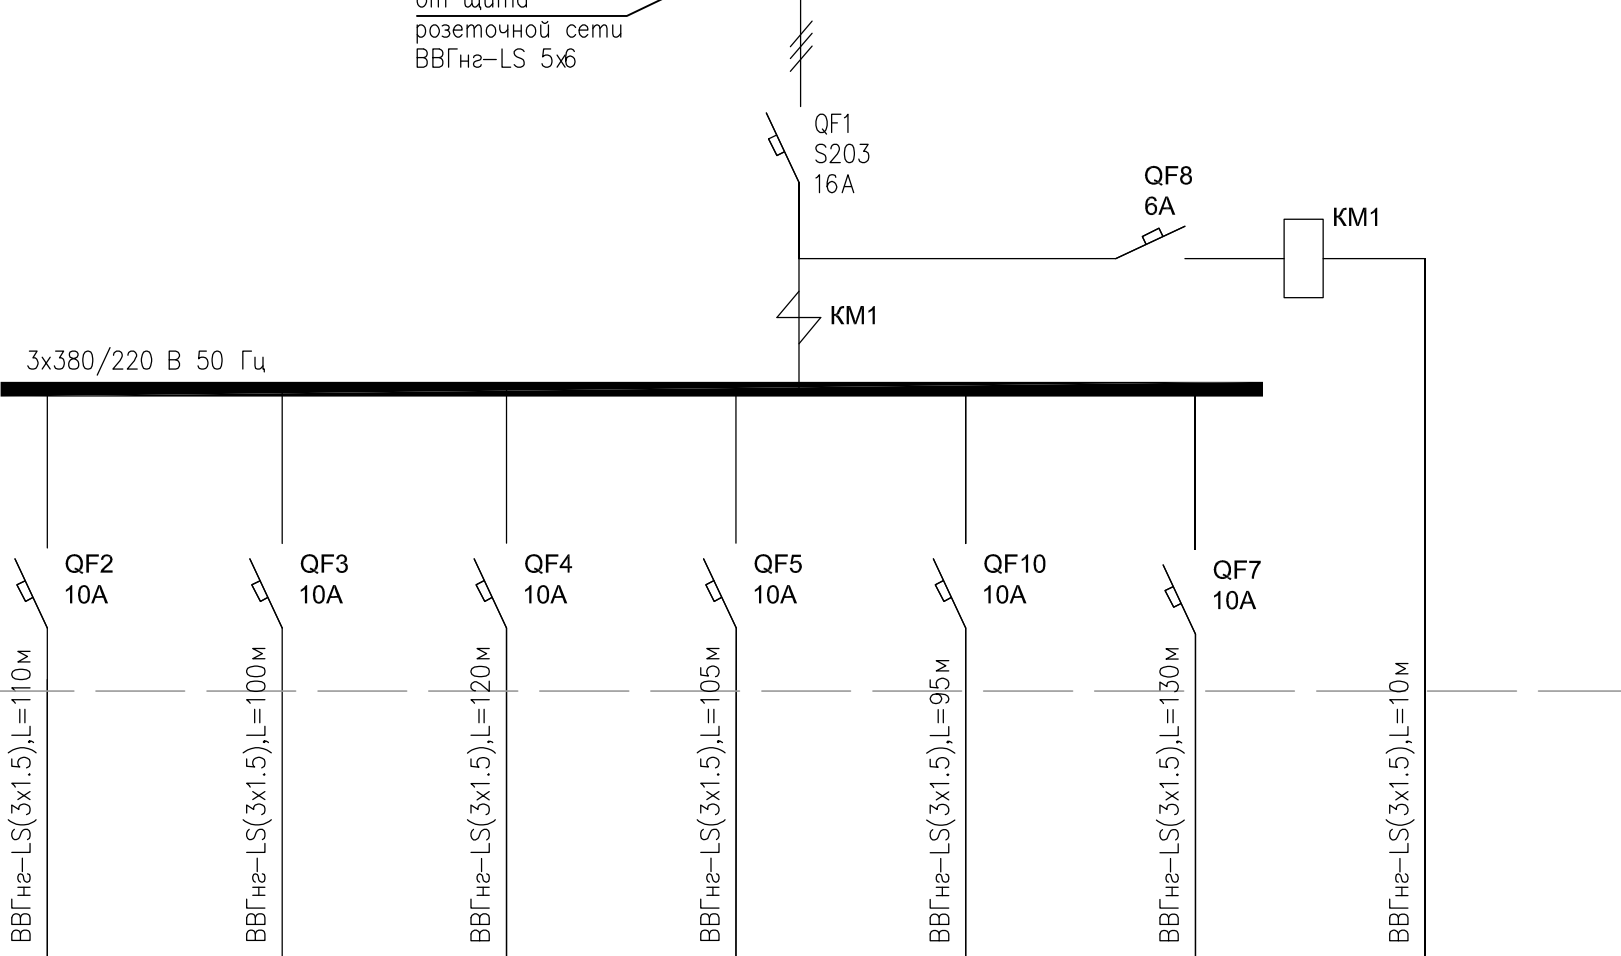 от щита
розеточной сети
ВВГнг-LS 5х6
QF1
S203
16А
QF8
6А
КМ1
КМ1
3х380/220 В 50 Гц
QF2
10А
QF3
10А
QF4
10А
QF5
10А
QF10
10А
QF7
10А
ВВГнг-LS(3х1.5),L=110м
ВВГнг-LS(3х1.5),L=100м
ВВГнг-LS(3х1.5),L=120м
ВВГнг-LS(3х1.5),L=105м
ВВГнг-LS(3х1.5),L=95м
ВВГнг-LS(3х1.5),L=130м
ВВГнг-LS(3х1.5),L=10м